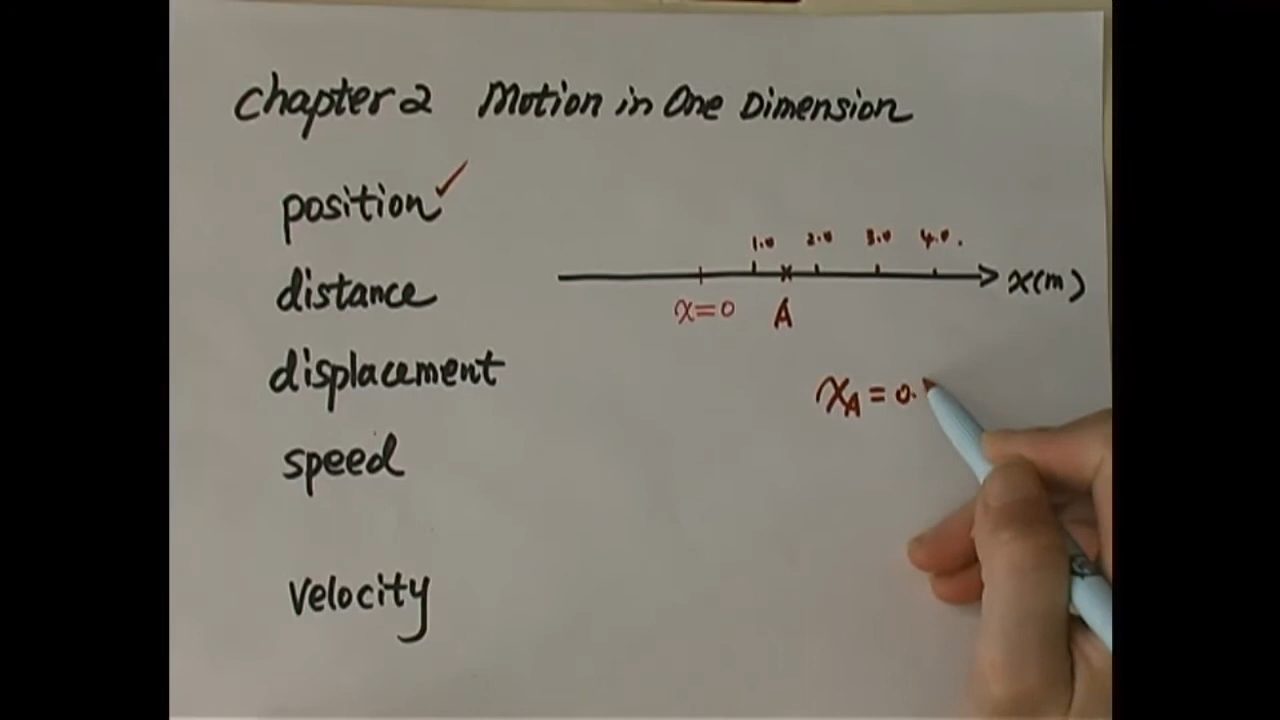 Chapter 2 Motion in One Dimension
position
distance
displacement
speed
velocity
1.0 2.0 3.0 4.0.
x(m)
x=0 A
xA = 0.